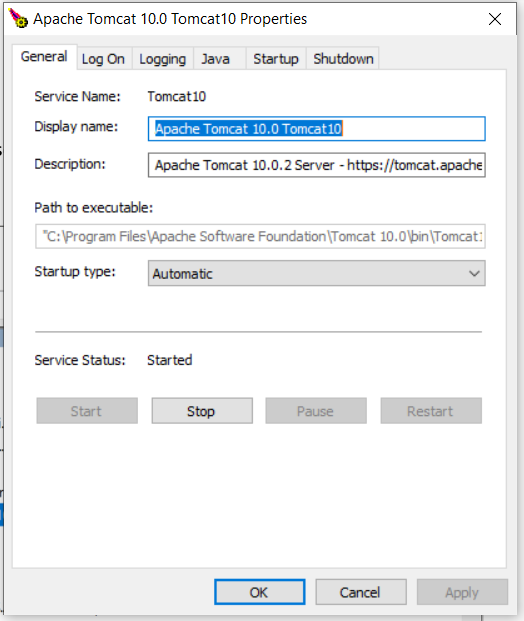 Apache Tomcat 10.0 Tomcat10 Properties
General Log On Logging Java Startup Shutdown
Service Name: Tomcat10
Display name: Apache Tomcat 10.0 Tomcat10
Description: Apache Tomcat 10.0.2 Server - https://tomcat.apache
Path to executable:
"C:\Program Files\Apache Software Foundation\Tomcat 10.0\bin\Tomcat1
Startup type: Automatic
Service Status: Started
Start Stop Pause Restart
OK Cancel Apply